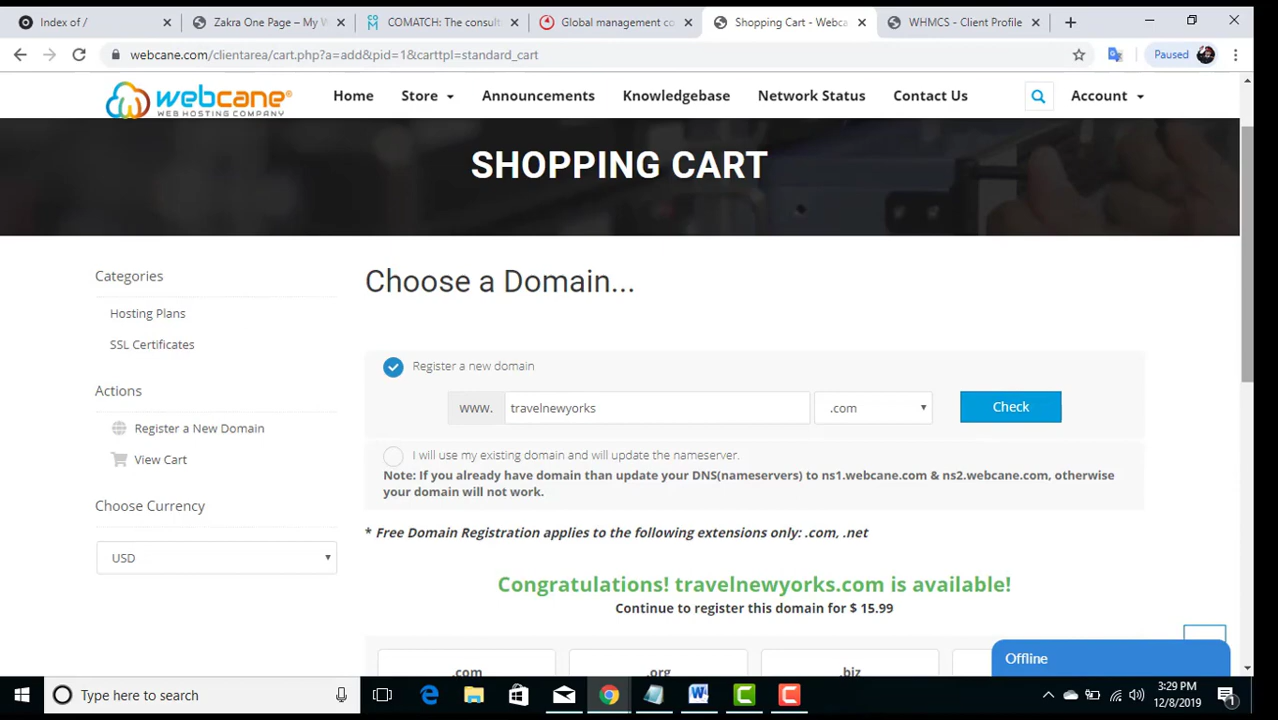 Index of /
Zakra One Page – My W
COMATCH: The consult
Global management co
Shopping Cart - Webca
WHMCS - Client Profile
webcane.com/clientarea/cart.php?a=add&pid=1&carttpl=standard_cart
Paused
webcane®
WEB HOSTING COMPANY
Home
Store
Announcements
Knowledgebase
Network Status
Contact Us
Account
SHOPPING CART
Categories
Hosting Plans
SSL Certificates
Actions
Register a New Domain
View Cart
Choose Currency
USD
Choose a Domain...
Register a new domain
www.
travelnewyorks
.com
Check
I will use my existing domain and will update the nameserver.
Note: If you already have domain than update your DNS(nameservers) to ns1.webcane.com & ns2.webcane.com, otherwise
your domain will not work.
* Free Domain Registration applies to the following extensions only: .com, .net
Congratulations! travelnewyorks.com is available!
Continue to register this domain for $ 15.99
.com
.org
.biz
Offline
Type here to search
3:29 PM
12/8/2019
1